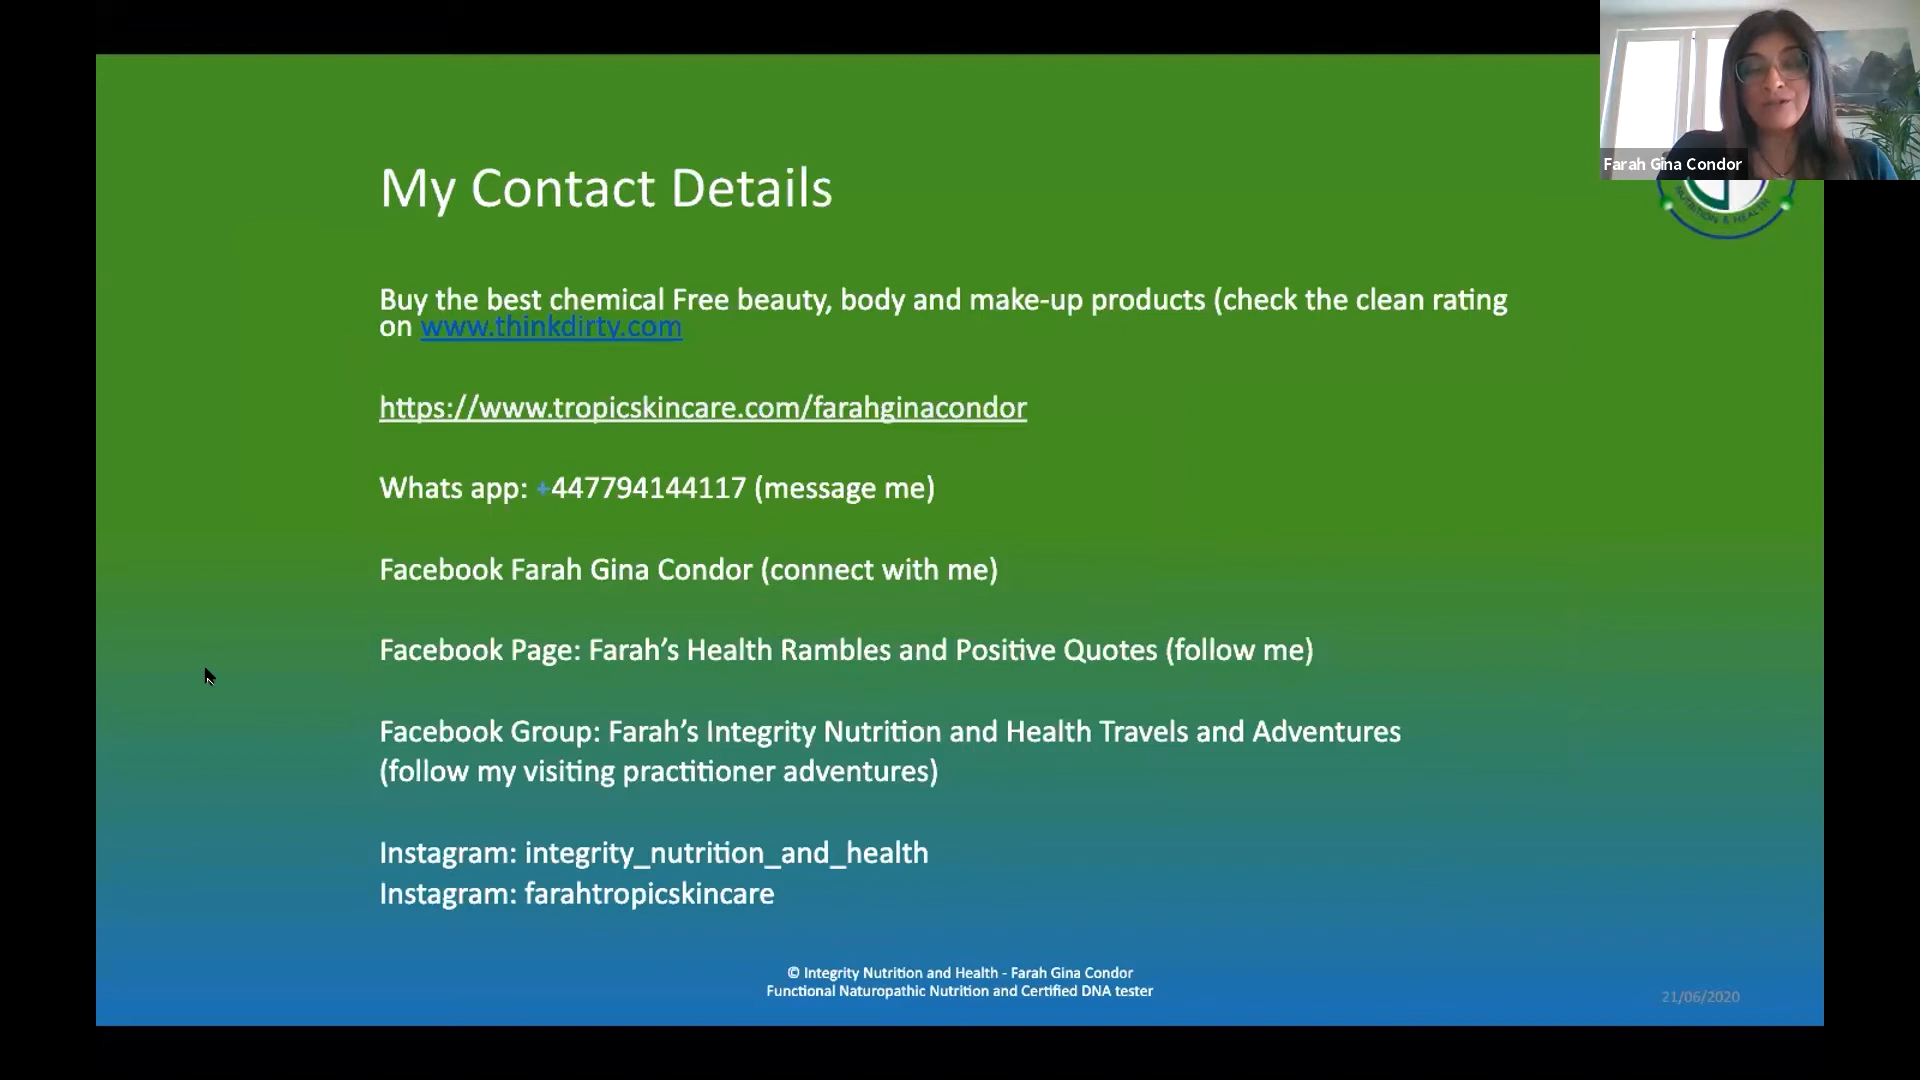 Farah Gina Condor
NUTRITION & HEALTH
My Contact Details
Buy the best chemical Free beauty, body and make-up products (check the clean rating
on www.thinkdirty.com
https://www.tropicskincare.com/farahginacondor
Whats app: +447794144117 (message me)
Facebook Farah Gina Condor (connect with me)
Facebook Page: Farah’s Health Rambles and Positive Quotes (follow me)
Facebook Group: Farah’s Integrity Nutrition and Health Travels and Adventures
(follow my visiting practitioner adventures)
Instagram: integrity_nutrition_and_health
Instagram: farahtropicskincare
© Integrity Nutrition and Health - Farah Gina Condor
Functional Naturopathic Nutrition and Certified DNA tester
21/06/2020